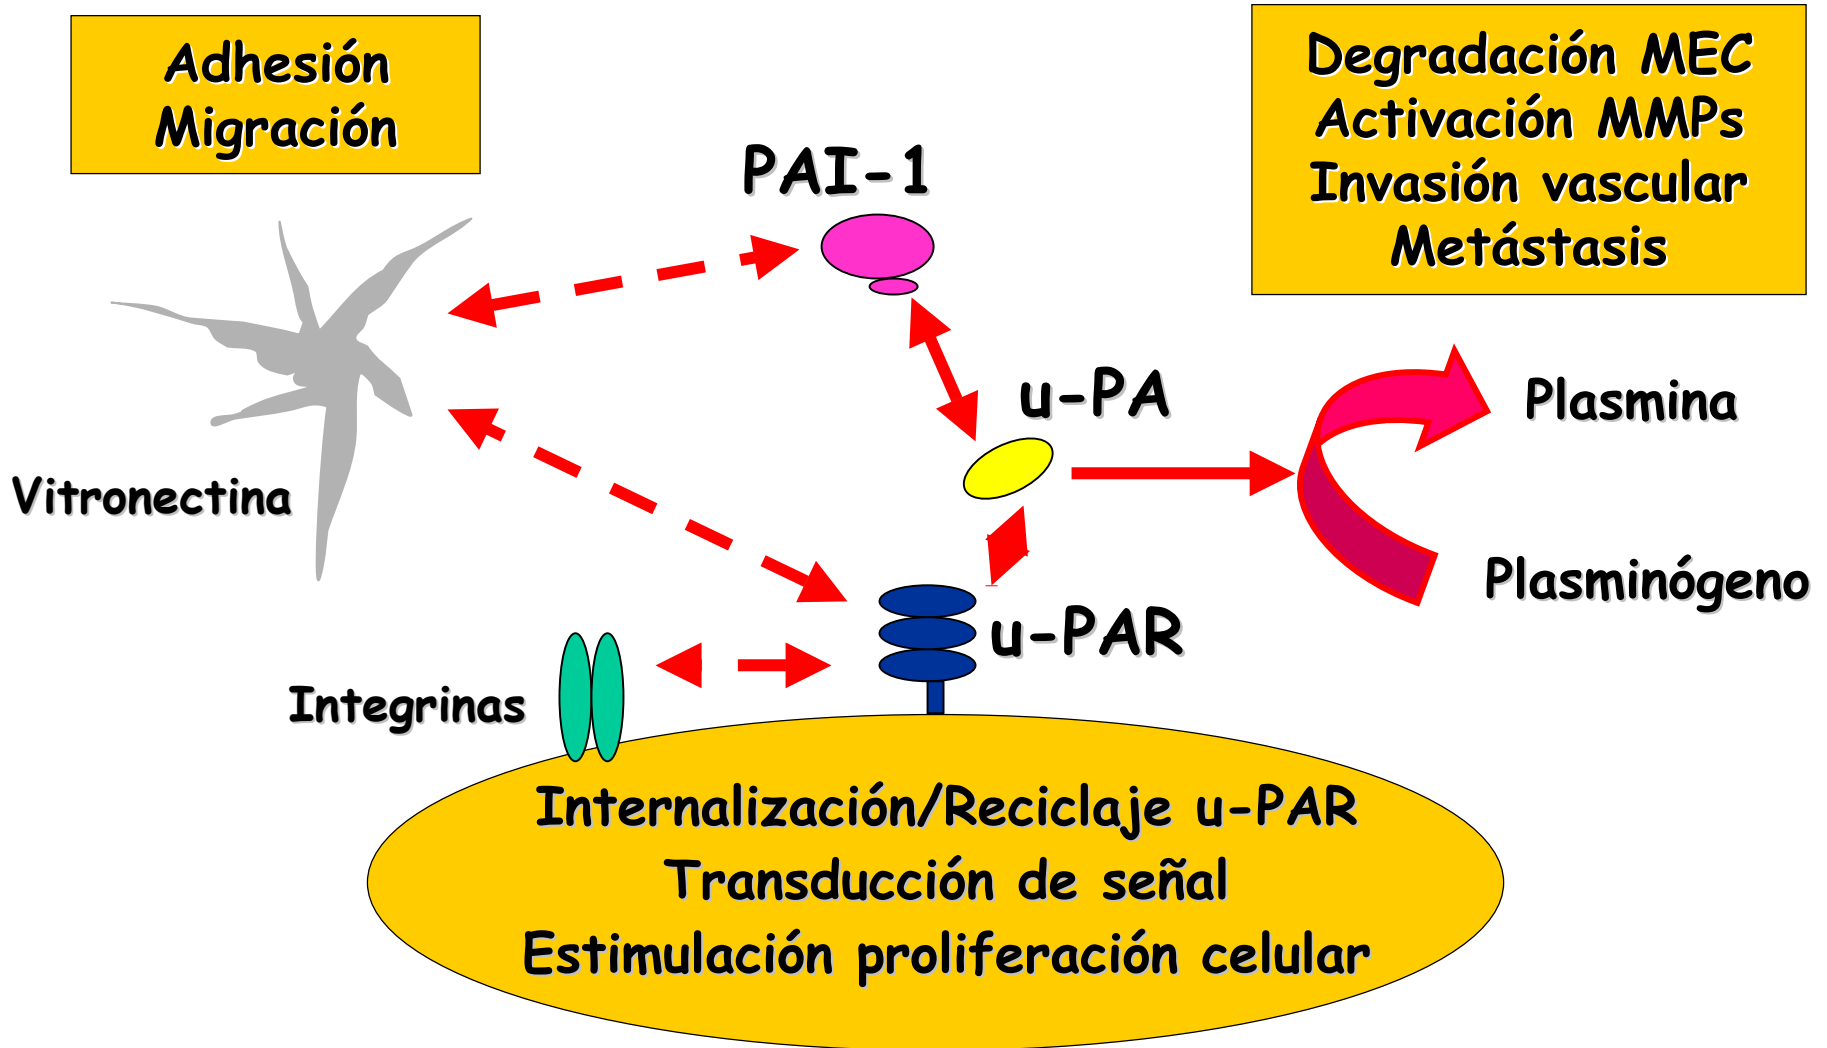 Adhesión
Migración
Degradación MEC
Activación MMPs
Invasión vascular
Metástasis
PAI-1
u-PA
Plasmina
Vitronectina
Plasminógeno
u-PAR
Integrinas
Internalización/Reciclaje u-PAR
Transducción de señal
Estimulación proliferación celular